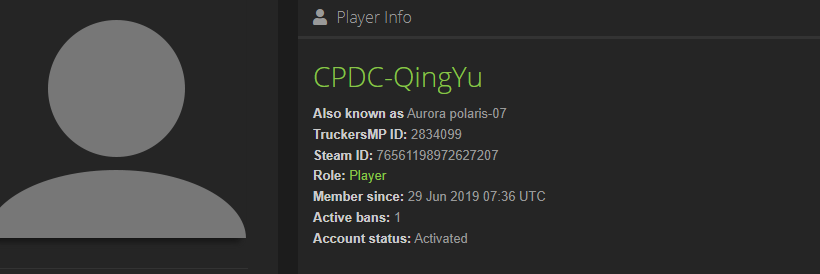 Player Info
CPDC-QingYu
Also known as Aurora polaris-07
TruckersMP ID: 2834099
Steam ID: 76561198972627207
Role: Player
Member since: 29 Jun 2019 07:36 UTC
Active bans: 1
Account status: Activated